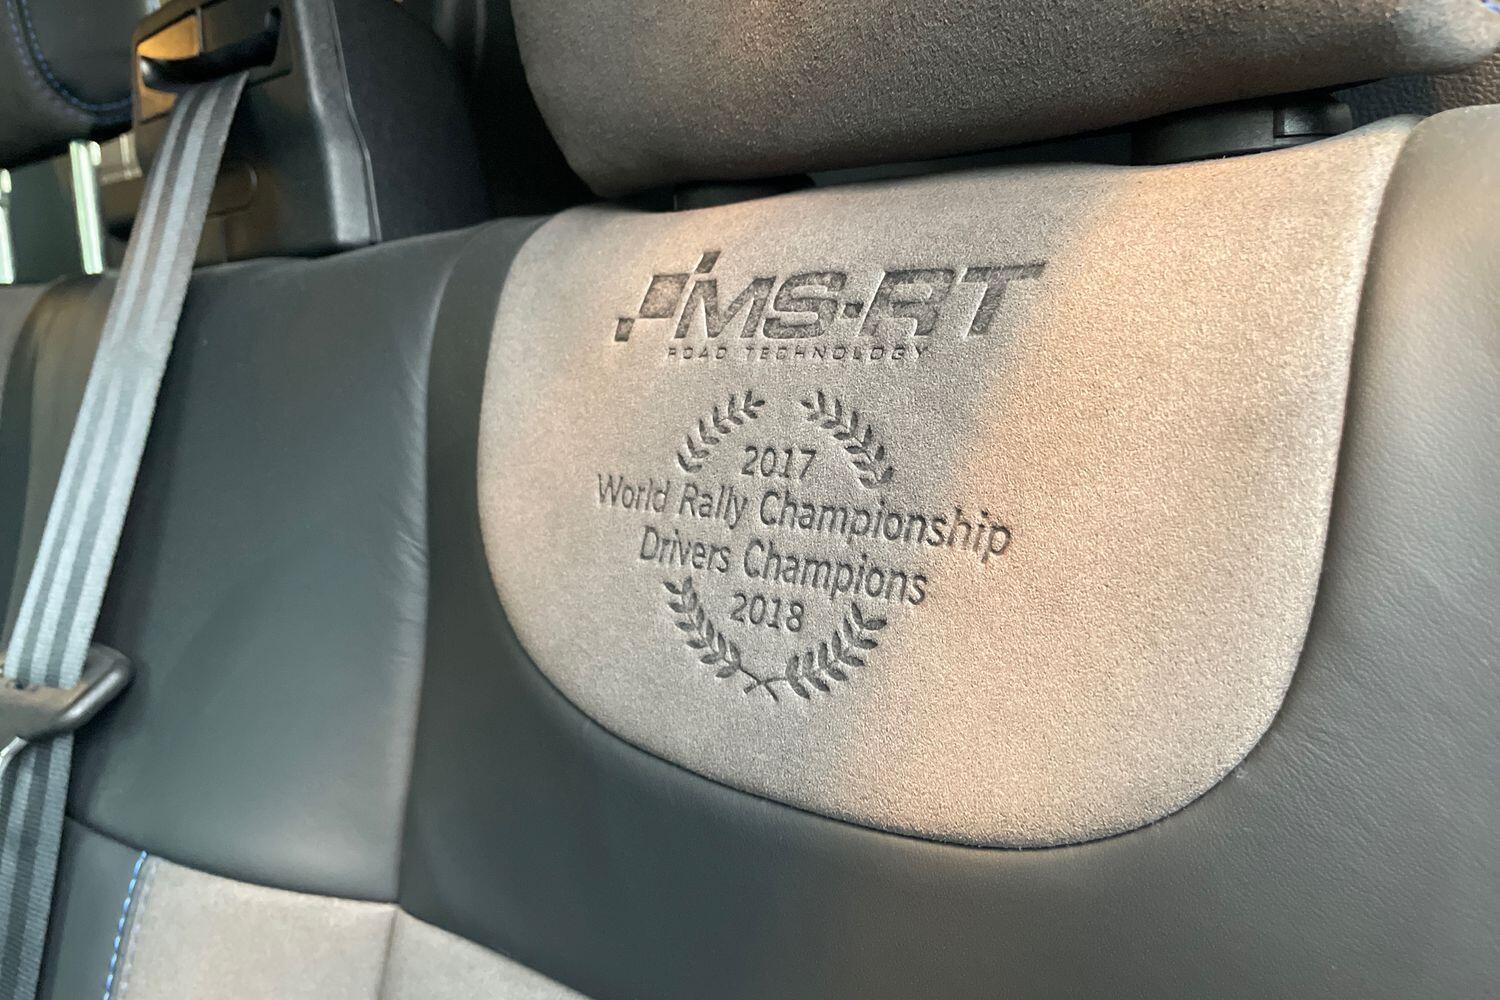 MS-RT
ROAD TECHNOLOGY
2017
World Rally Championship
Drivers Champions
2018